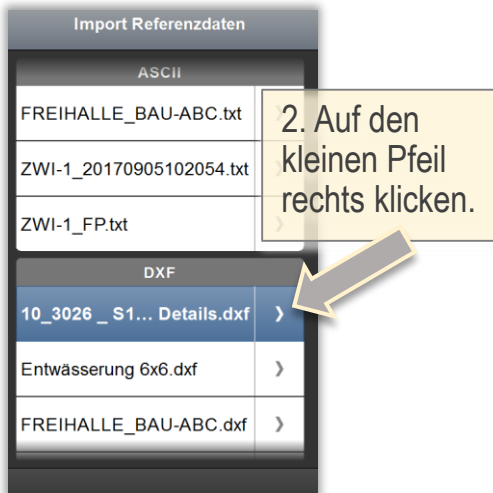 Import Referenzdaten
ASCII
FREIHALLE_BAU-ABC.txt
ZWI-1_20170905102054.txt
ZWI-1_FP.txt
2. Auf den
kleinen Pfeil
rechts klicken.
DXF
10_3026 _ S1... Details.dxf
Entwässerung 6x6.dxf
FREIHALLE_BAU-ABC.dxf